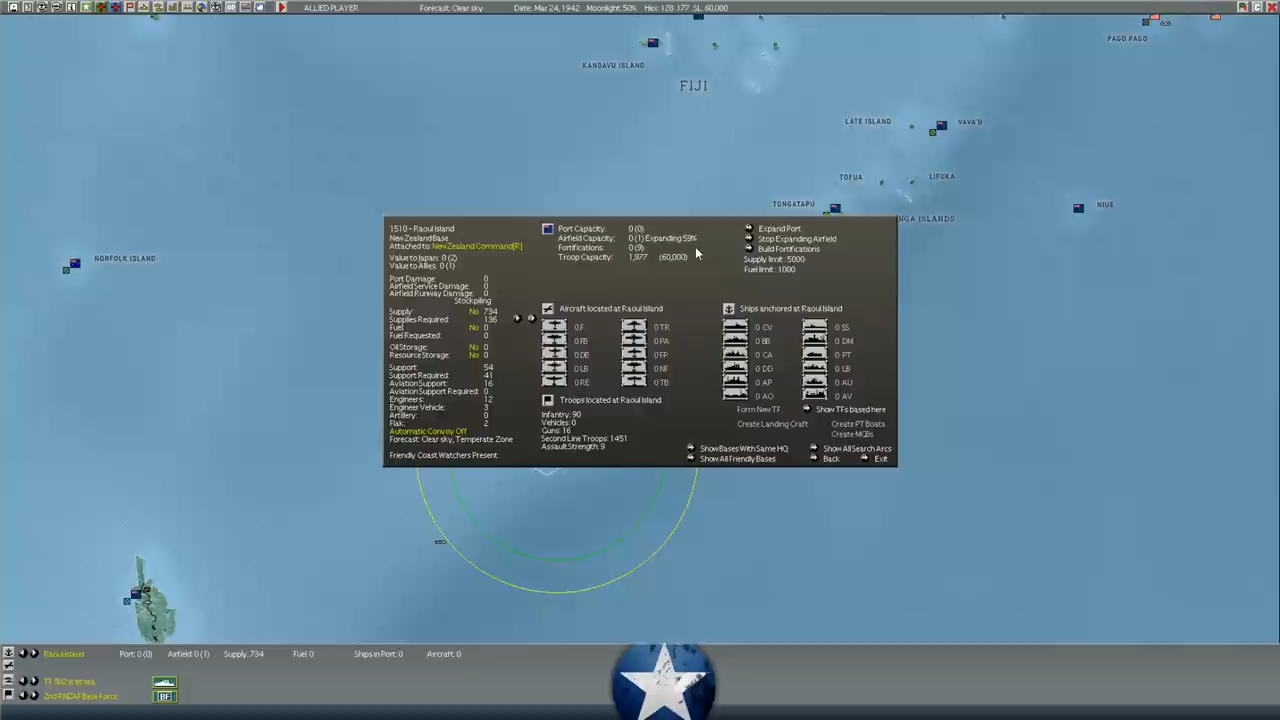 ALLIED PLAYER
Forecast: Clear sky
Date: Mar 24, 1942 Moonlight: 50% Hex: 128 177 SL 60,000
PAGO PAGO
KANDAVU ISLAND
FIJI
LATE ISLAND
VAVA'U
TOFUA
LIFUKA
TONGATAPU
NIUE
NGA ISLANDS
NORFOLK ISLAND
1510 - Raoul Island
New Zealand Base
Attached to: New Zealand Command[R]
Value to Japan: 0 (2)
Value to Allies: 0 (1)
Port Damage: 0
Airfield Service Damage: 0
Airfield Runway Damage: 0
Stockpiling
Supply: No 734
Supplies Required: 136
Fuel: No 0
Fuel Requested: 0
Oil Storage: No 0
Resource Storage: No 0
Support: 54
Support Required: 41
Aviation Support: 16
Aviation Support Required: 0
Engineers: 12
Engineer Vehicle: 3
Artillery: 0
Flak: 2
Automatic Convoy Off
Forecast: Clear sky, Temperate Zone
Friendly Coast Watchers Present
Port Capacity: 0 (0)
Airfield Capacity: 0 (1) Expanding 59%
Fortifications: 0 (9)
Troop Capacity: 1,977 (60,000)
Expand Port
Stop Expanding Airfield
Build Fortifications
Supply limit : 5000
Fuel limit : 1000
Aircraft located at Raoul Island
0 F 0 TR
0 FB 0 PA
0 DB 0 FP
0 LB 0 NF
0 RE 0 TB
Troops located at Raoul Island
Infantry: 90
Vehicles: 0
Guns: 16
Second Line Troops: 1451
Assault Strength: 9
Ships anchored at Raoul Island
0 CV 0 SS
0 BB 0 DM
0 CA 0 PT
0 DD 0 LB
0 AP 0 AU
0 AO 0 AV
Form New TF Show TFs based here
Create Landing Craft Create PT Boats
Create MGBs
Show Bases With Same HQ Show All Search Arcs
Show All Friendly Bases Back Exit
Raoul Island Port: 0 (0) Airfield: 0 (1) Supply: 734 Fuel: 0 Ships in Port: 0 Aircraft: 0
2nd RNZAF Base Force BF